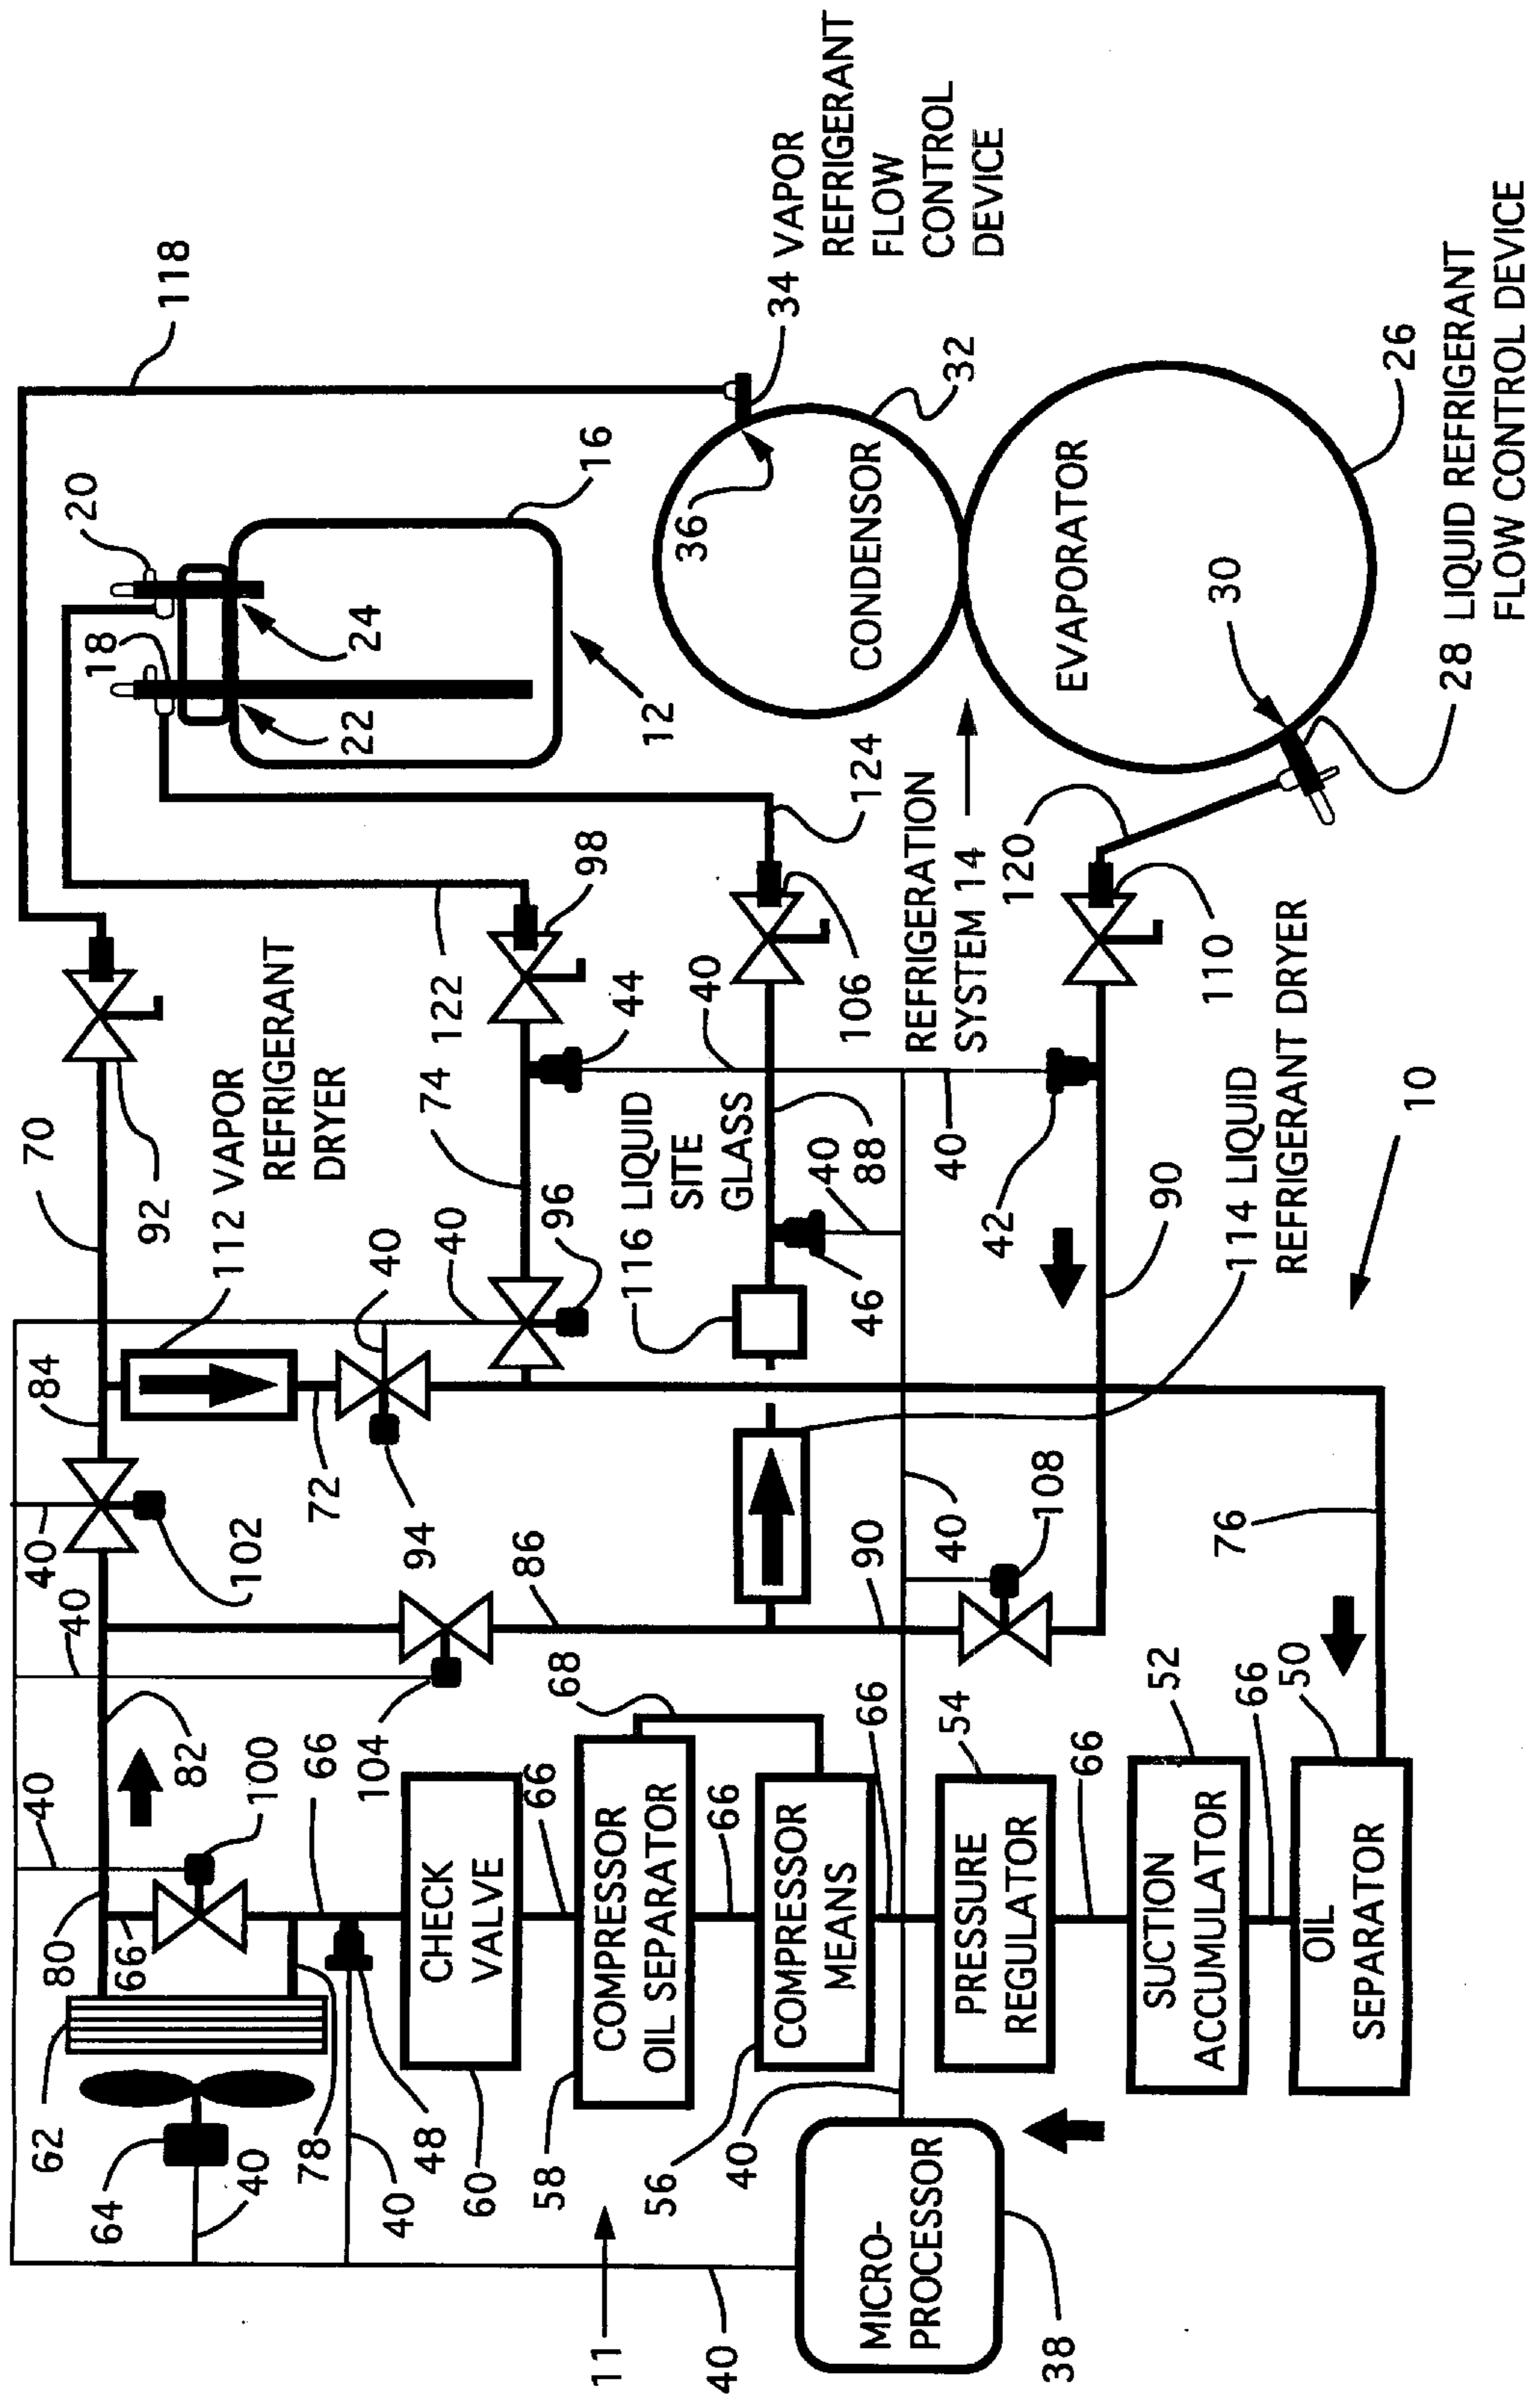 62
80
40
40
40
84
70
20
18
64
66
92
118
82
112 VAPOR
REFRIGERANT
DRYER
40
100
102
78
66
72
22
24
104
40
94
40
40
48
CHECK
VALVE
74
122
60
58
66
86
96
98
16
11
COMPRESSOR
OIL SEPARATOR
68
44
116 LIQUID
SITE
GLASS
12
56
36
40
66
40
40
COMPRESSOR
MEANS
34 VAPOR
REFRIGERANT
FLOW
CONTROL
DEVICE
40
106
124
CONDENSOR
MICRO-
PROCESSOR
66
90
46
88
REFRIGERATION
SYSTEM 14
32
54
PRESSURE
REGULATOR
40
40
42
120
38
108
EVAPORATOR
66
52
SUCTION
ACCUMULATOR
90
110
30
76
114 LIQUID
REFRIGERANT DRYER
66
50
OIL
SEPARATOR
10
26
28 LIQUID REFRIGERANT
FLOW CONTROL DEVICE